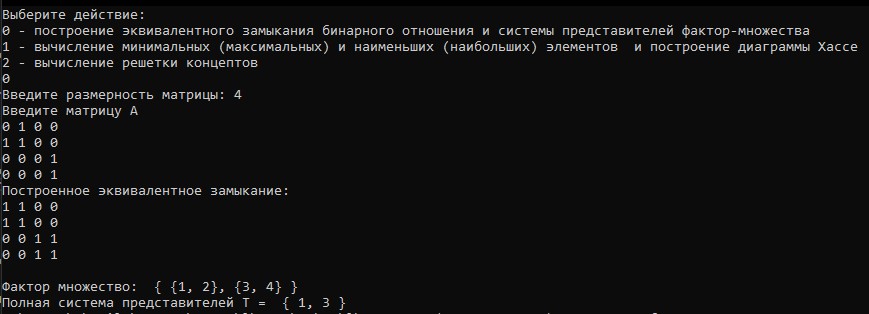 Выберите действие:
0 - построение эквивалентного замыкания бинарного отношения и системы представителей фактор-множества
1 - вычисление минимальных (максимальных) и наименьших (наибольших) элементов  и построение диаграммы Хассе
2 - вычисление решетки концептов
0
Введите размерность матрицы: 4
Введите матрицу A
0 1 0 0
1 1 0 0
0 0 0 1
0 0 0 1
Построенное эквивалентное замыкание:
1 1 0 0
1 1 0 0
0 0 1 1
0 0 1 1
Фактор множество:  { {1, 2}, {3, 4} }
Полная система представителей T =  { 1, 3 }